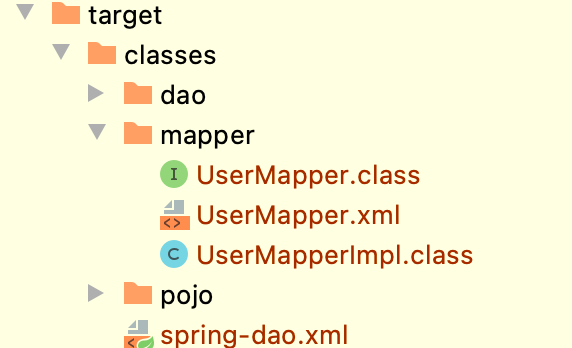 target
classes
dao
mapper
I UserMapper.class
<> UserMapper.xml
C UserMapperImpl.class
pojo
spring-dao.xml